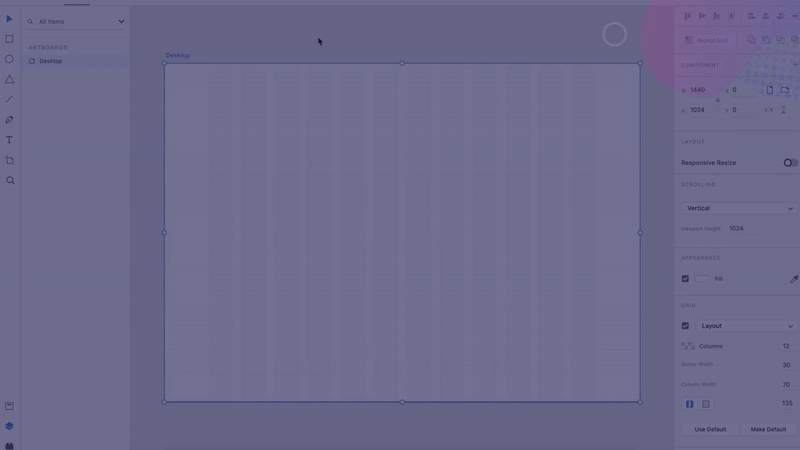 All Items
ARTBOARDS
Desktop
Desktop
Repeat Grid
COMPONENT
W 1440 X 0
H 1024 Y 0
LAYOUT
Responsive Resize
SCROLLING
Vertical
Viewport Height 1024
APPEARANCE
Fill
GRID
Layout
Columns 12
Gutter Width 30
Column Width 70
135
Use Default Make Default